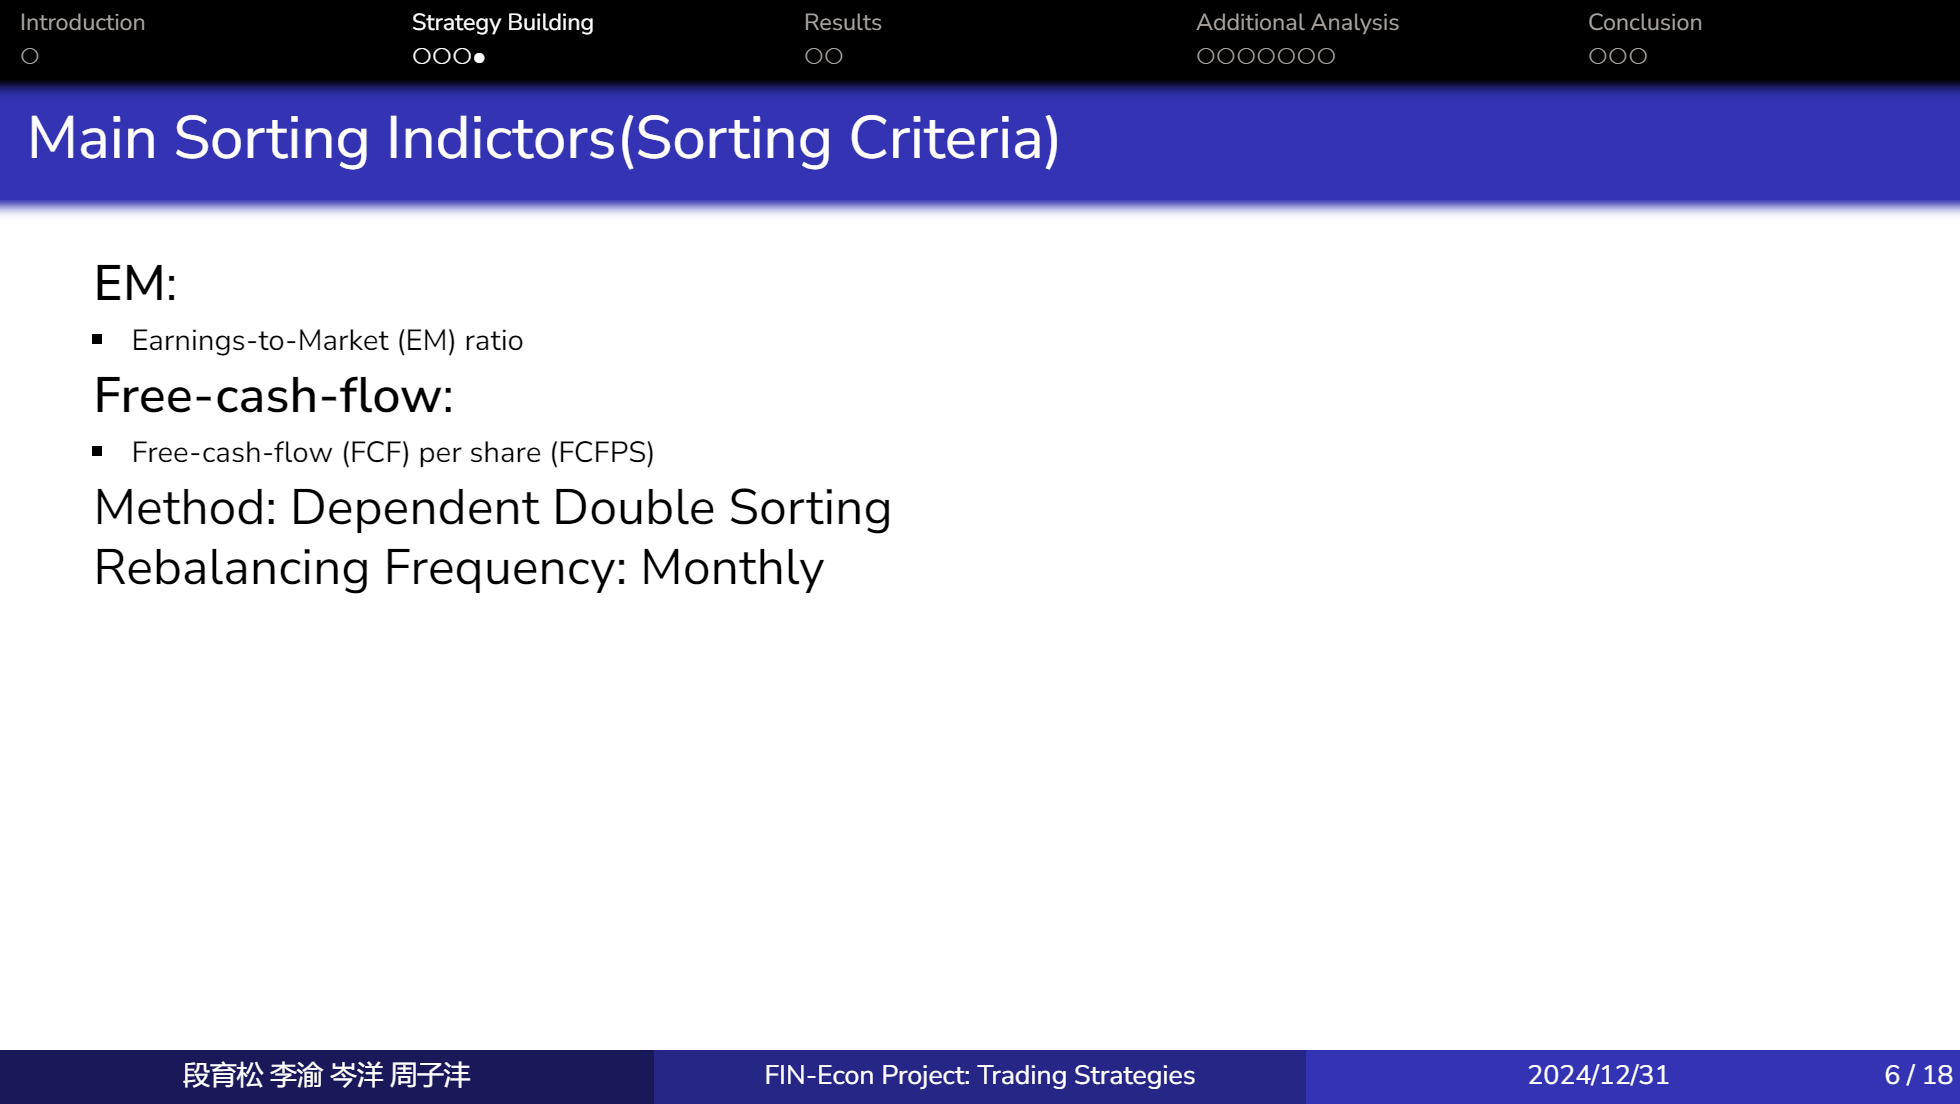 Introduction
Strategy Building
Results
Additional Analysis
Conclusion
Main Sorting Indictors(Sorting Criteria)
EM:
Earnings-to-Market (EM) ratio
Free-cash-flow:
Free-cash-flow (FCF) per share (FCFPS)
Method: Dependent Double Sorting
Rebalancing Frequency: Monthly
段育松 李渝 岑洋 周子沣
FIN-Econ Project: Trading Strategies
2024/12/31
6 / 18